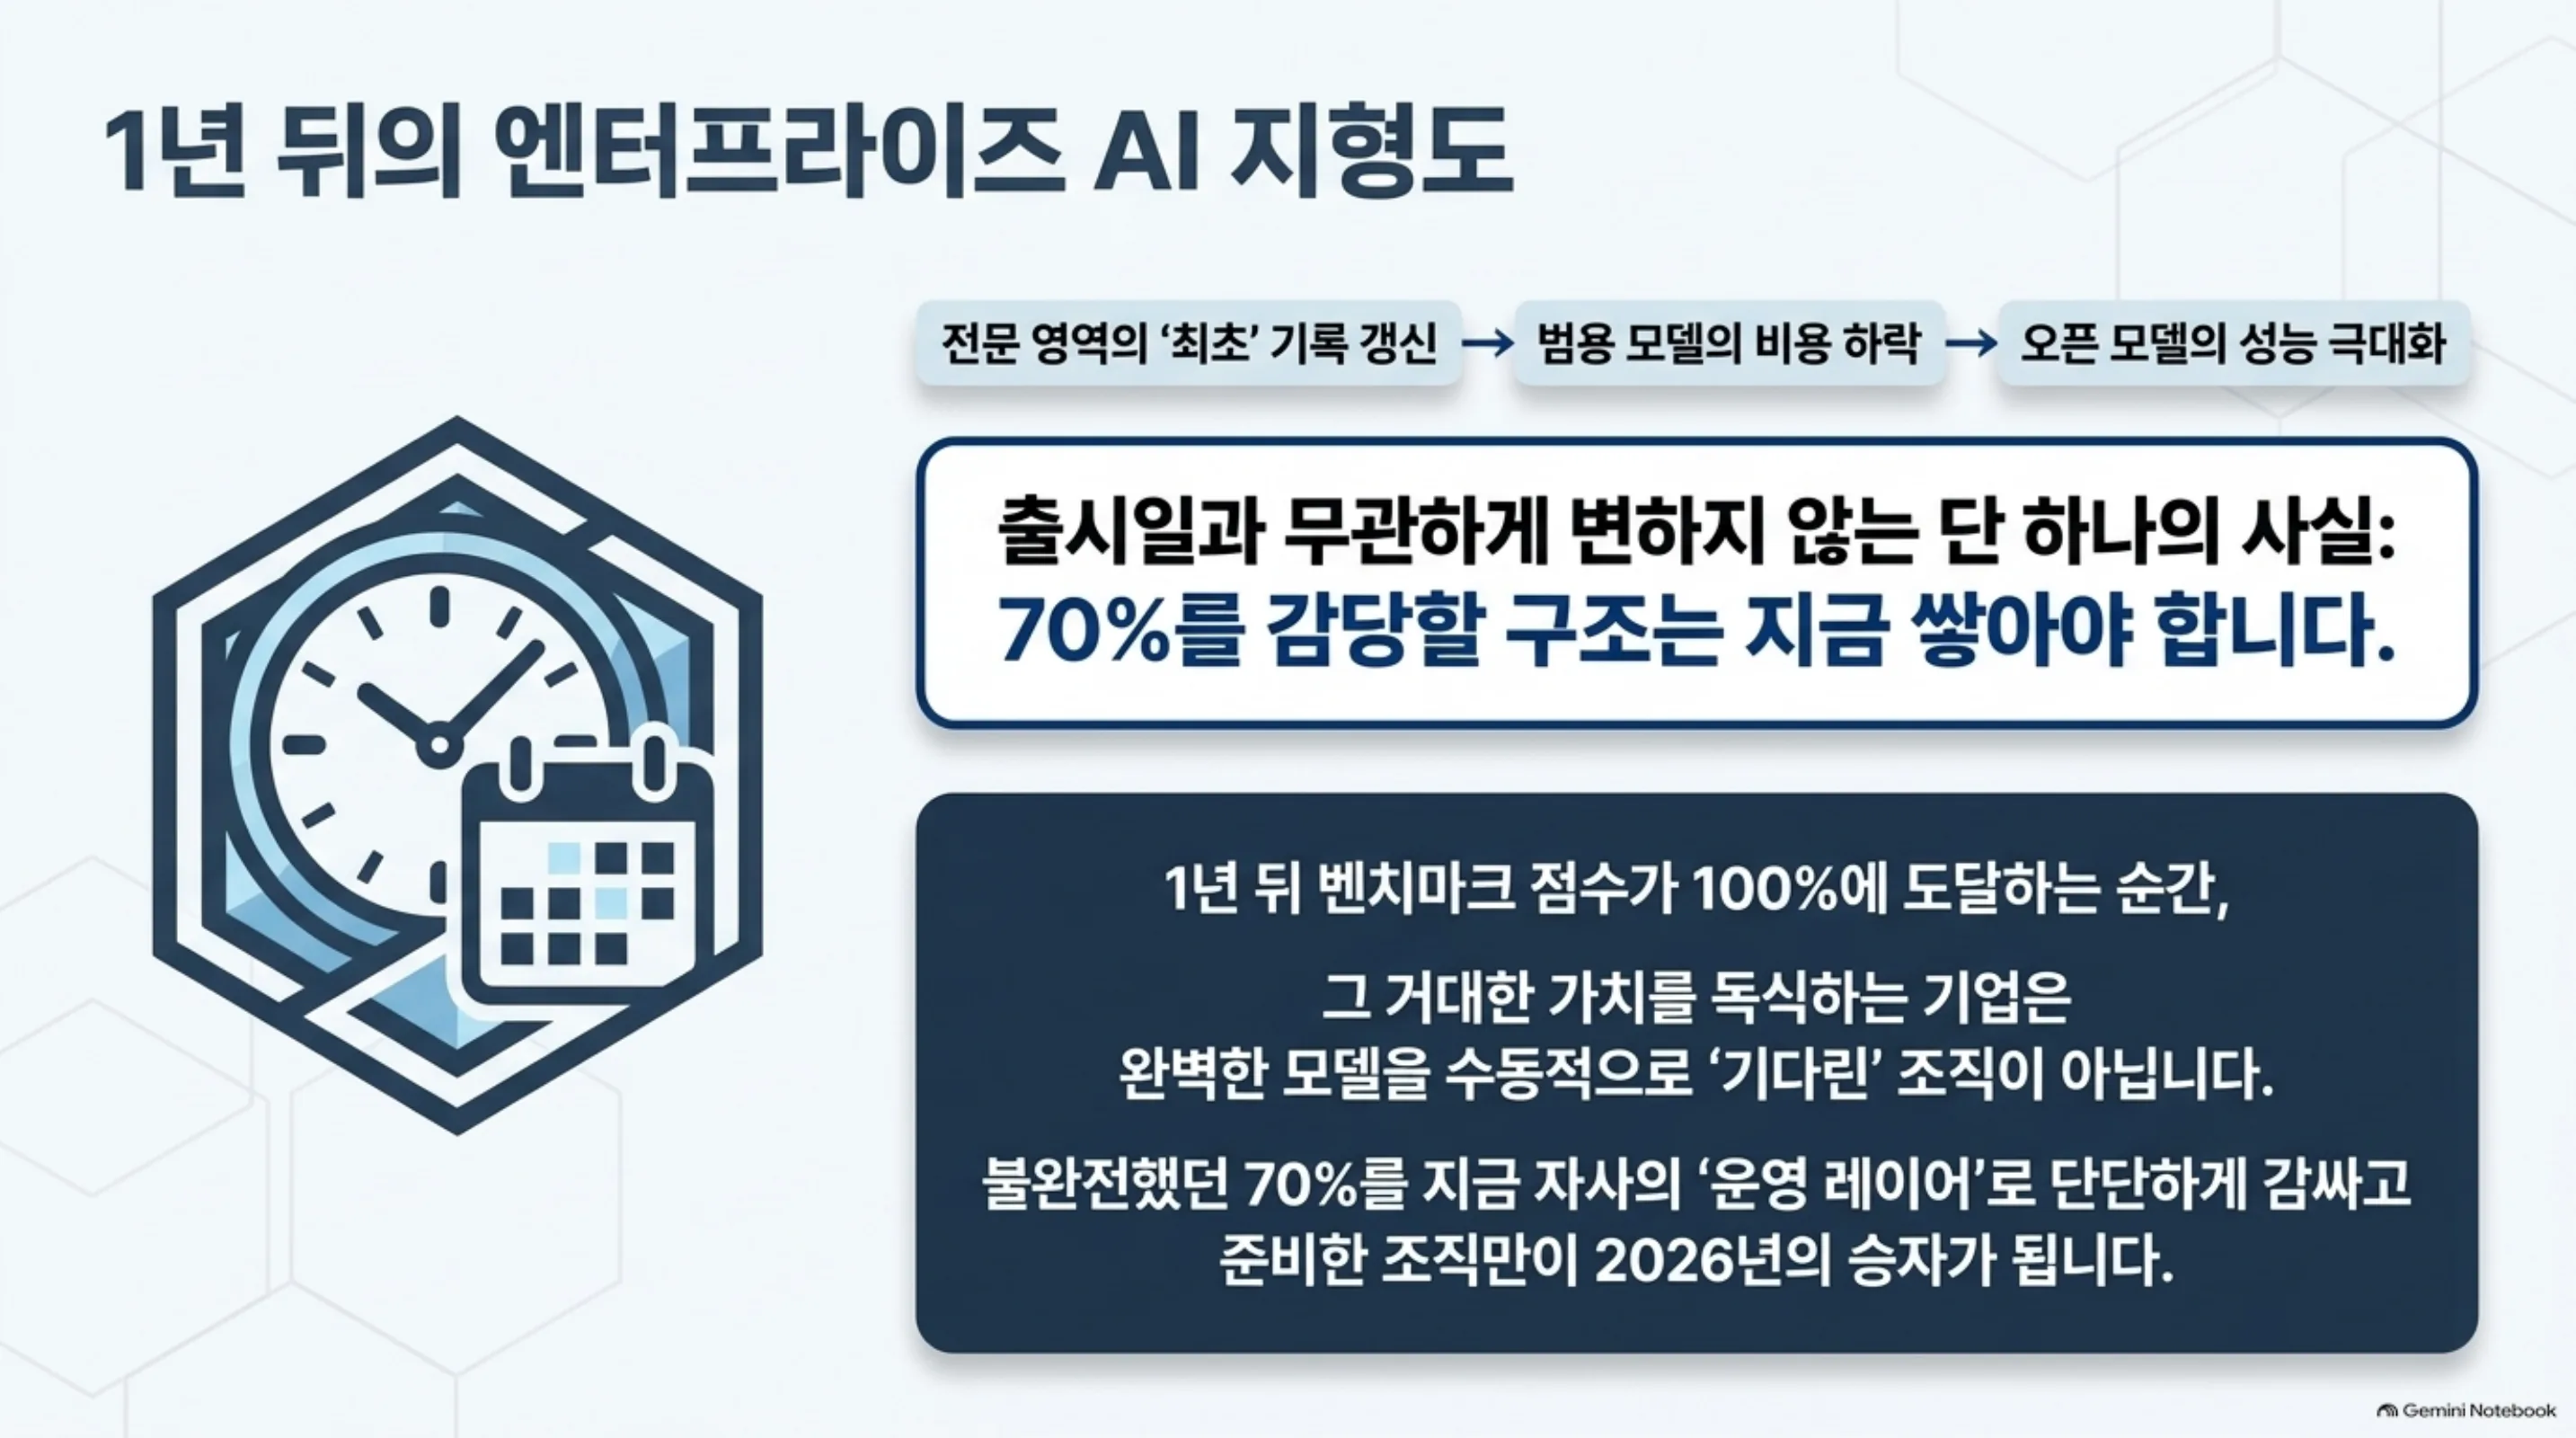 1년 뒤의 엔터프라이즈 AI 지형도
전문 영역의 ‘최초’ 기록 갱신 → 범용 모델의 비용 하락 → 오픈 모델의 성능 극대화
출시일과 무관하게 변하지 않는 단 하나의 사실:
70%를 감당할 구조는 지금 쌓아야 합니다.
1년 뒤 벤치마크 점수가 100%에 도달하는 순간,
그 거대한 가치를 독식하는 기업은
완벽한 모델을 수동적으로 ‘기다린’ 조직이 아닙니다.
불완전했던 70%를 지금 자사의 ‘운영 레이어’로 단단하게 감싸고
준비한 조직만이 2026년의 승자가 됩니다.
Gemini Notebook